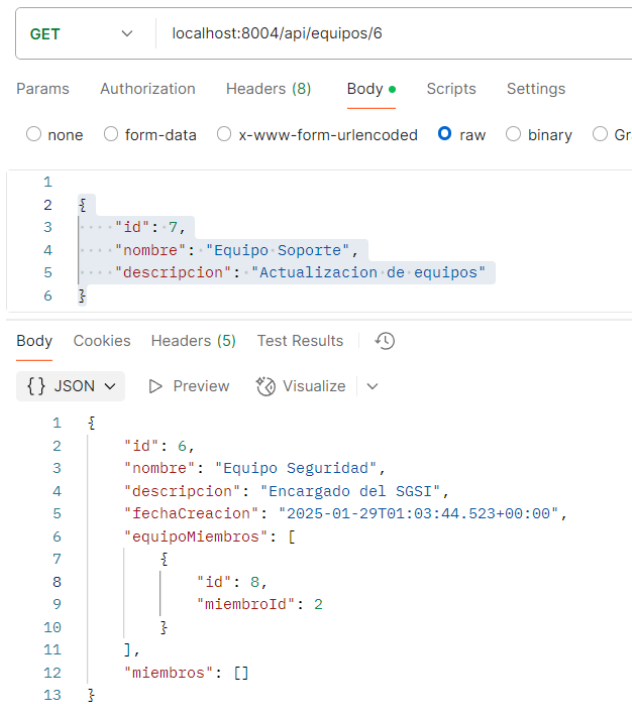 GET localhost:8004/api/equipos/6
Params Authorization Headers (8) Body Scripts Settings
none form-data x-www-form-urlencoded raw binary Gr
1
2 {
3 "id": 7,
4 "nombre": "Equipo Soporte",
5 "descripcion": "Actualizacion de equipos"
6 }
Body Cookies Headers (5) Test Results
{} JSON Preview Visualize
1 {
2 "id": 6,
3 "nombre": "Equipo Seguridad",
4 "descripcion": "Encargado del SGSI",
5 "fechaCreacion": "2025-01-29T01:03:44.523+00:00",
6 "equipoMiembros": [
7 {
8 "id": 8,
9 "miembroId": 2
10 }
11 ],
12 "miembros": []
13 }